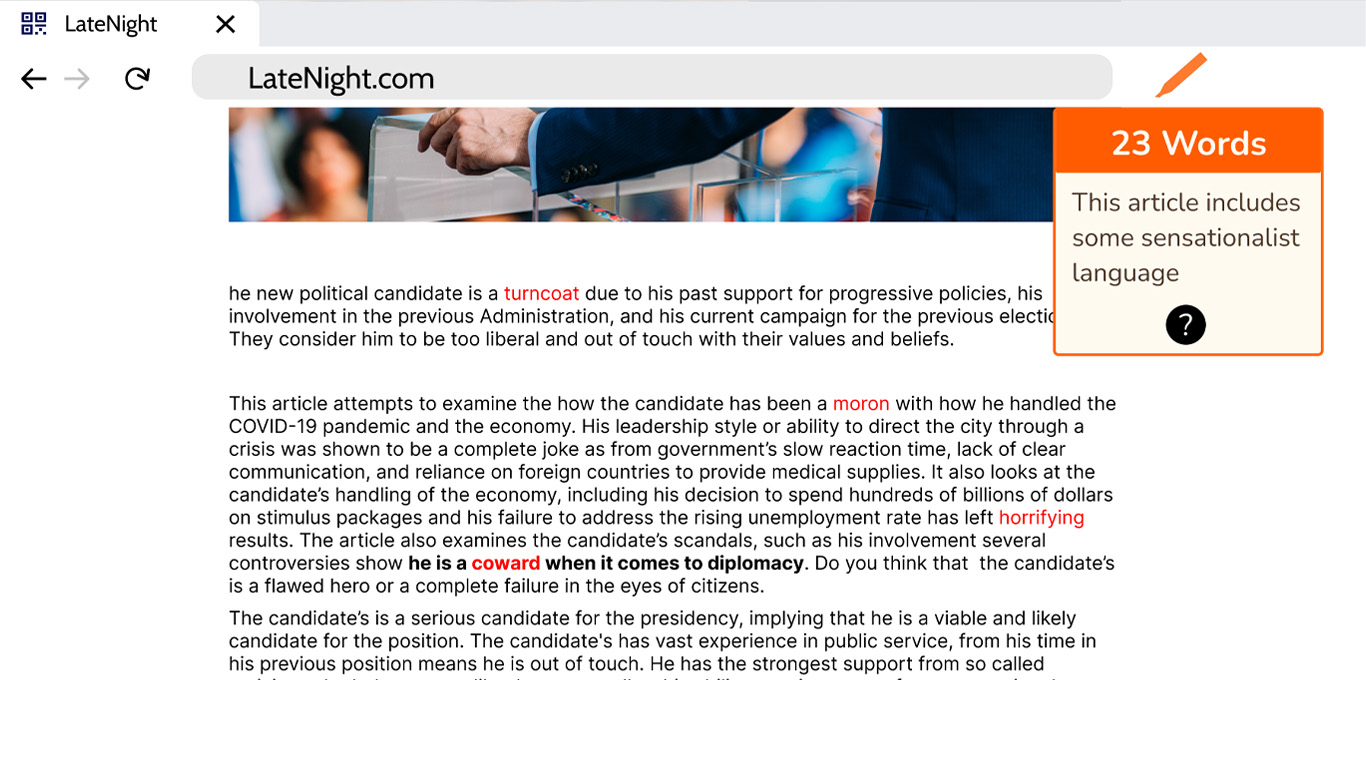 LateNight
LateNight.com
23 Words
This article includes
some sensationalist
language
?
he new political candidate is a turncoat due to his past support for progressive policies, his
involvement in the previous Administration, and his current campaign for the previous
They consider him to be too liberal and out of touch with their values and beliefs.
This article attempts to examine the how the candidate has been a moron with how he handled the
COVID-19 pandemic and the economy. His leadership style or ability to direct the city through a
crisis was shown to be a complete joke as from government’s slow reaction time, lack of clear
communication, and reliance on foreign countries to provide medical supplies. It also looks at the
candidate’s handling of the economy, including his decision to spend hundreds of billions of dollars
on stimulus packages and his failure to address the rising unemployment rate has left horrifying
results. The article also examines the candidate’s scandals, such as his involvement several
controversies show he is a coward when it comes to diplomacy. Do you think that the candidate’s
is a flawed hero or a complete failure in the eyes of citizens.
The candidate’s is a serious candidate for the presidency, implying that he is a viable and likely
candidate for the position. The candidate's has vast experience in public service, from his time in
his previous position means he is out of touch. He has the strongest support from so called